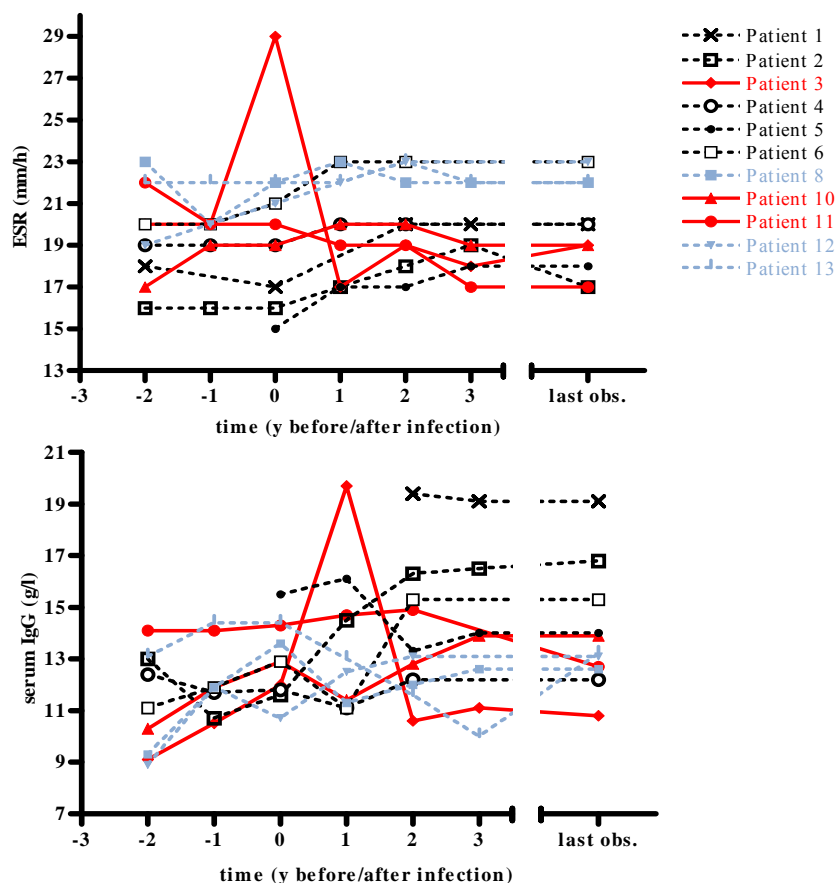 29
27
25
23
21
19
17
15
13
ESR (mm/h)
-3 -2 -1 0 1 2 3 last obs.
time (y before/after infection)
Patient 1
Patient 2
Patient 3
Patient 4
Patient 5
Patient 6
Patient 8
Patient 10
Patient 11
Patient 12
Patient 13
21
19
17
15
13
11
9
7
serum IgG (g/l)
-3 -2 -1 0 1 2 3 last obs.
time (y before/after infection)